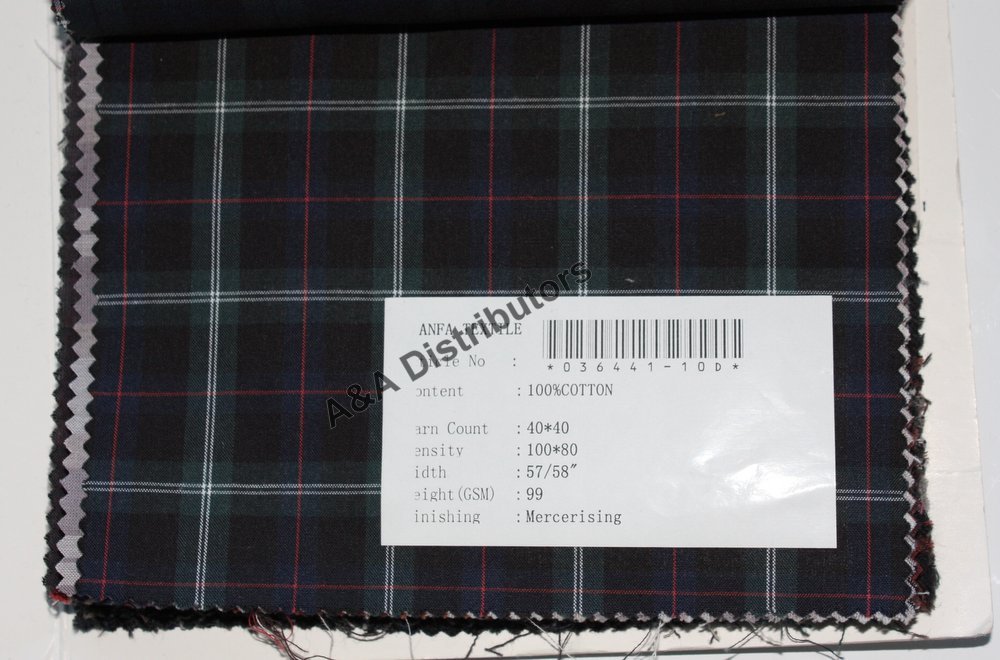 ANFA TEXTILE
*036441-10D*
No :
ontent : 100%COTTON
arn Count : 40*40
ensity : 100*80
idth : 57/58″
eight(GSM) : 99
inishing : Mercerising
A&A Distributors